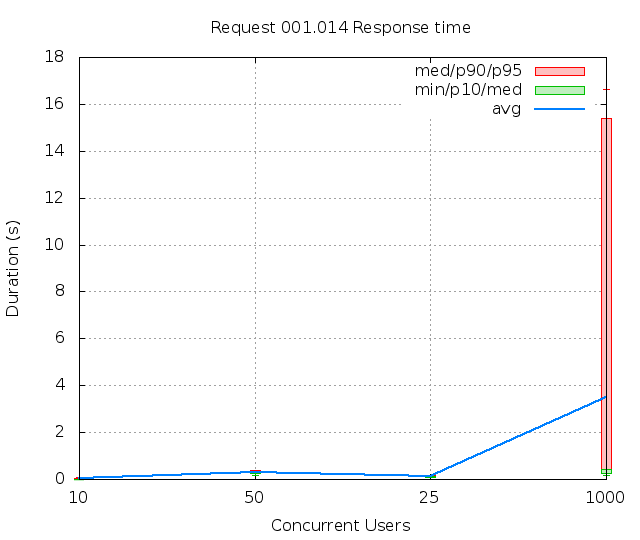 Request 001.014 Response time
18
16
14
12
10
8
6
4
2
0
Duration (s)
med/p90/p95
min/p10/med
avg
10 50 25 1000
Concurrent Users